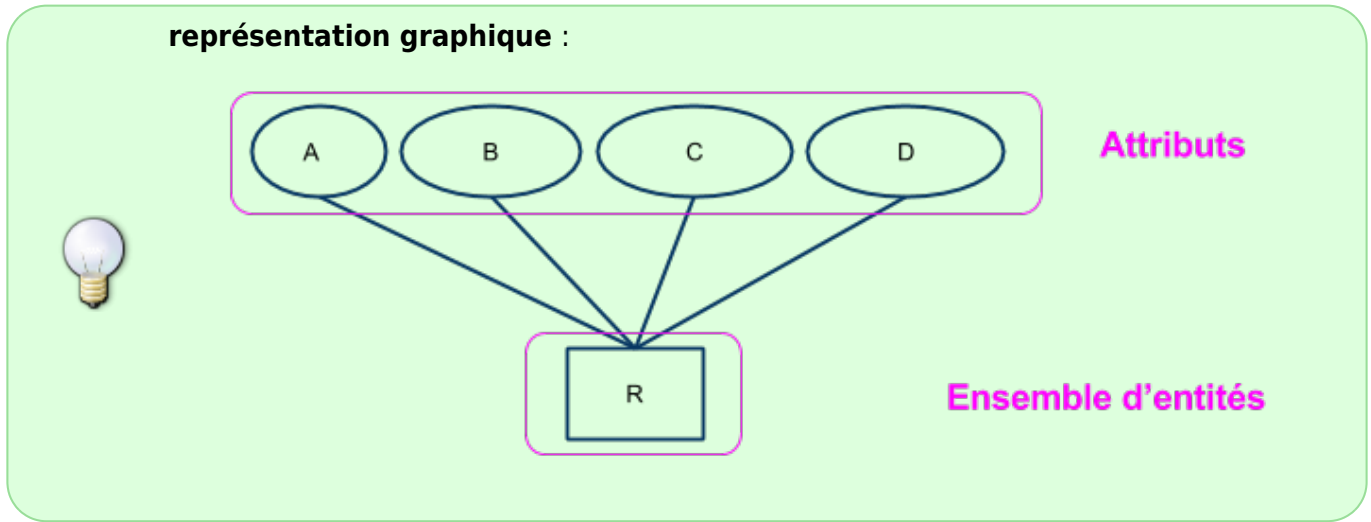 représentation graphique :
A B C D Attributs
R Ensemble d'entités